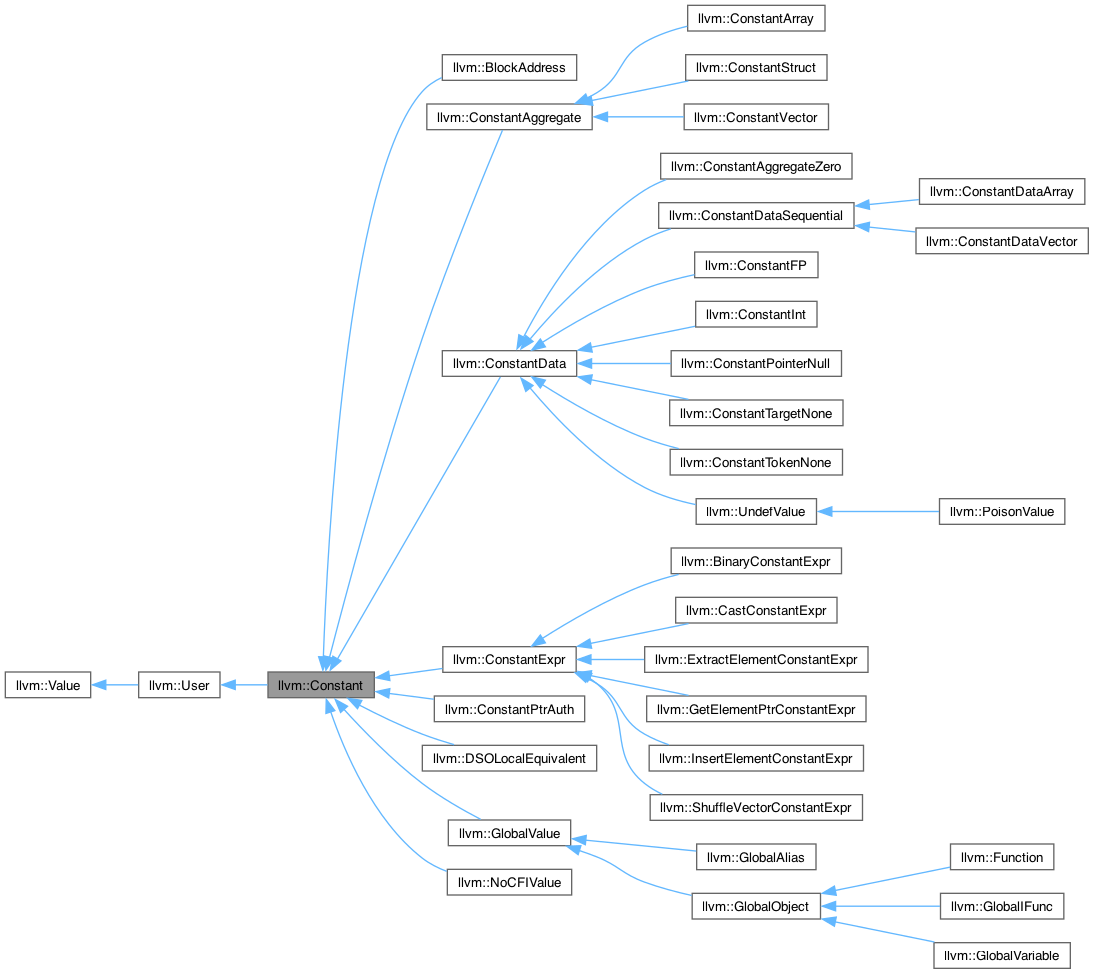 llvm::ConstantArray
llvm::BlockAddress
llvm::ConstantStruct
llvm::ConstantAggregate
llvm::ConstantVector
llvm::ConstantAggregateZero
llvm::ConstantDataArray
llvm::ConstantDataSequential
llvm::ConstantDataVector
llvm::ConstantFP
llvm::ConstantInt
llvm::ConstantData
llvm::ConstantPointerNull
llvm::ConstantTargetNone
llvm::ConstantTokenNone
llvm::UndefValue
llvm::PoisonValue
llvm::BinaryConstantExpr
llvm::CastConstantExpr
llvm::ConstantExpr
llvm::ExtractElementConstantExpr
llvm::Value
llvm::User
llvm::Constant
llvm::ConstantPtrAuth
llvm::GetElementPtrConstantExpr
llvm::DSOLocalEquivalent
llvm::InsertElementConstantExpr
llvm::ShuffleVectorConstantExpr
llvm::GlobalValue
llvm::GlobalAlias
llvm::Function
llvm::NoCFIValue
llvm::GlobalObject
llvm::GlobalIFunc
llvm::GlobalVariable